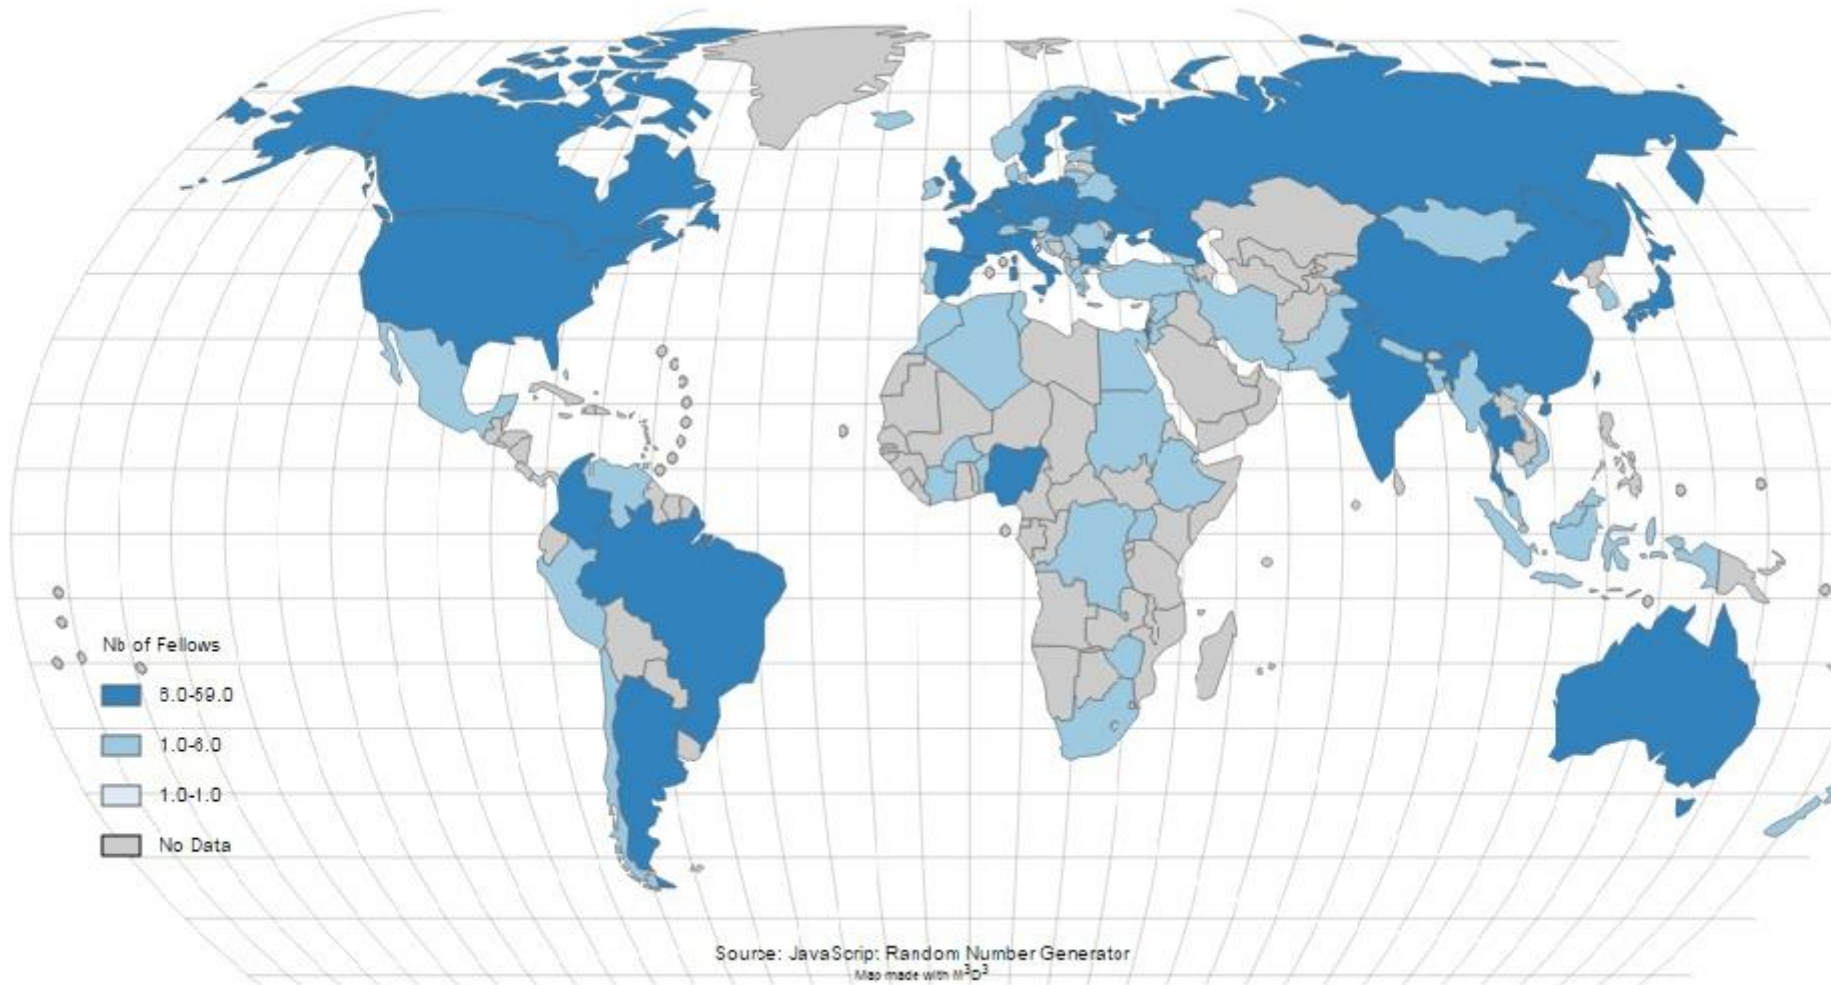 Nb of Fellows
6.0-69.0
1.0-6.0
1.0-1.0
No Data
Source: JavaScript Random Number Generator
Map made with M³D³